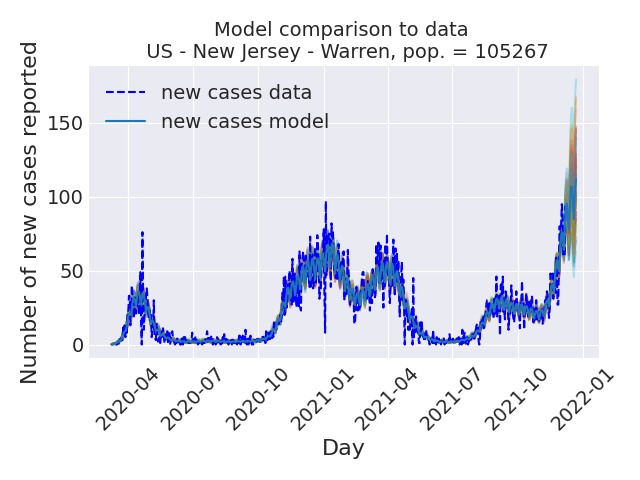 Model comparison to data
US - New Jersey - Warren, pop. = 105267
Number of new cases reported
150
100
50
0
new cases data
new cases model
2020-04
2020-07
2020-10
2021-01
2021-04
2021-07
2021-10
2022-01
Day